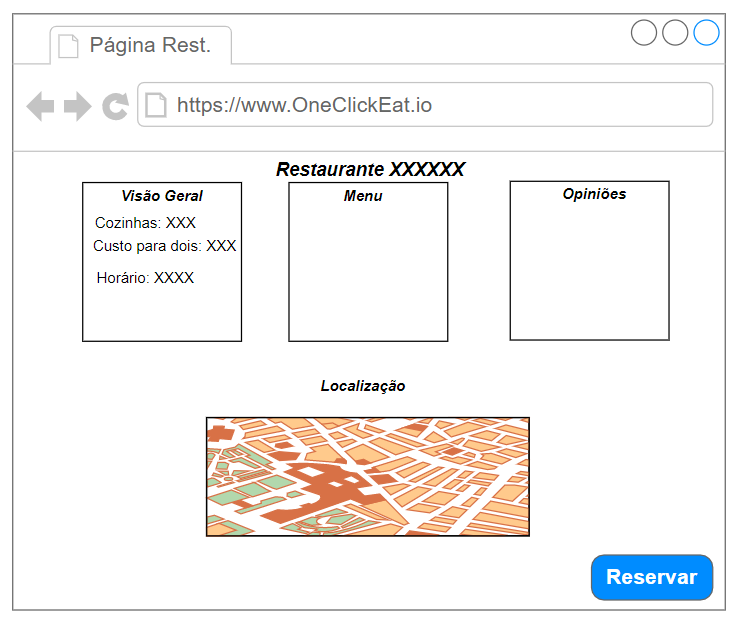 Página Rest.
https://www.OneClickEat.io
Restaurante XXXXXX
Visão Geral
Cozinhas: XXX
Custo para dois: XXX
Horário: XXXX
Menu
Opiniões
Localização
Reservar